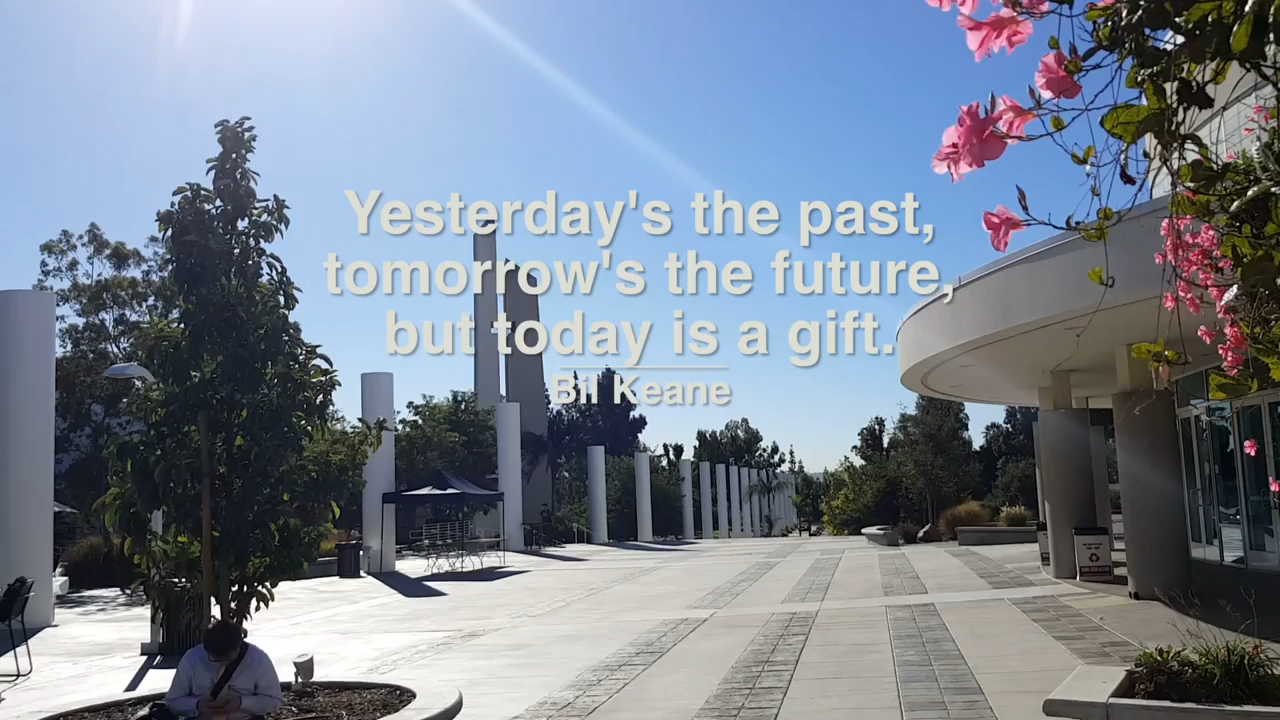 Yesterday's the past,
tomorrow's the future,
but today is a gift.
Bil Keane